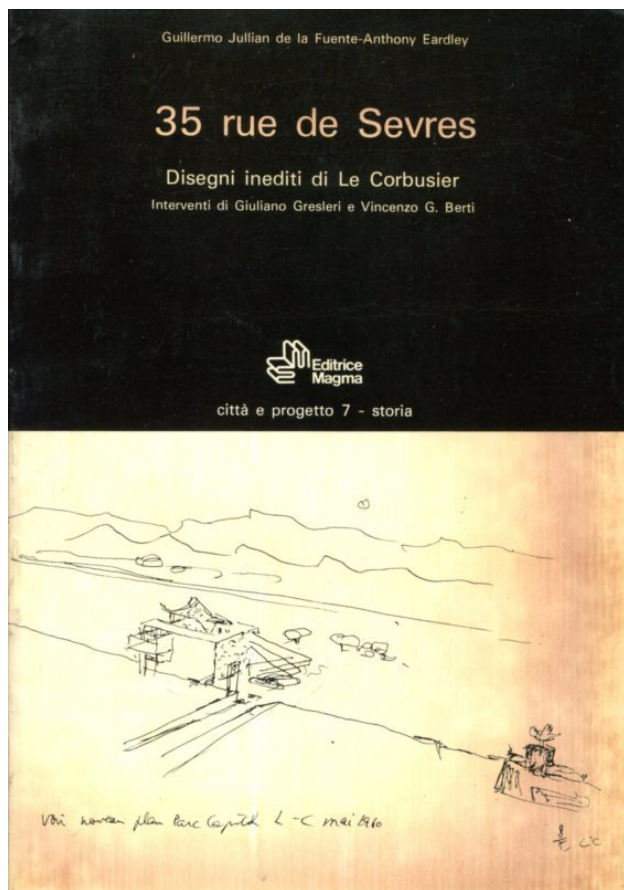 Guillermo Jullian de la Fuente-Anthony Eardley
35 rue de Sevres
Disegni inediti di Le Corbusier
Interventi di Giuliano Gresleri e Vincenzo G. Berti
Editrice
Magma
città e progetto 7 - storia
Voir nouveau plan Parc Capitol L-C mai 1960